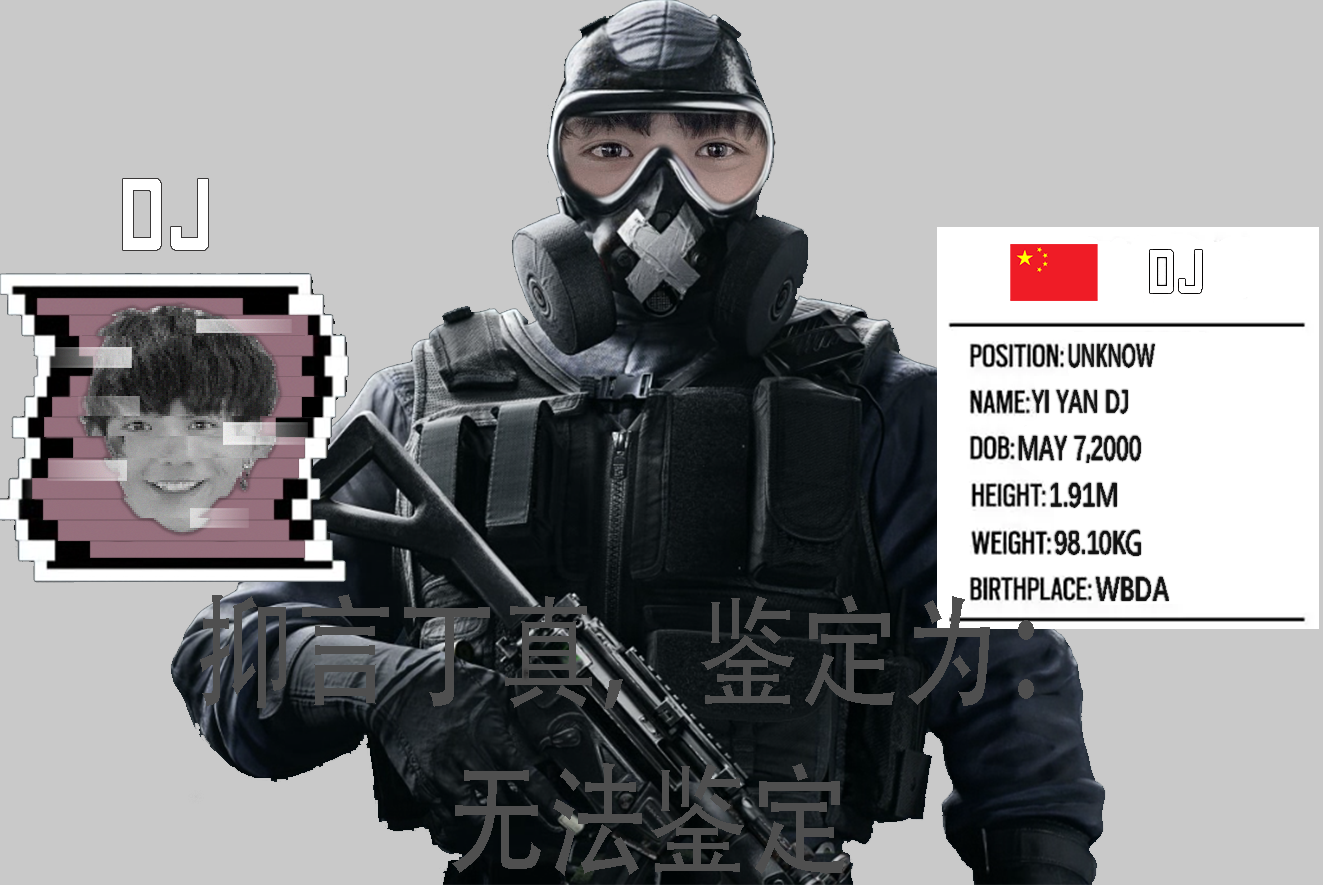 DJ
DJ
POSITION:UNKNOW
NAME:YI YAN DJ
DOB:MAY 7,2000
HEIGHT:1.91M
WEIGHT:98.10KG
BIRTHPLACE:WBDA
抑言丁真,鉴定为:
无法鉴定